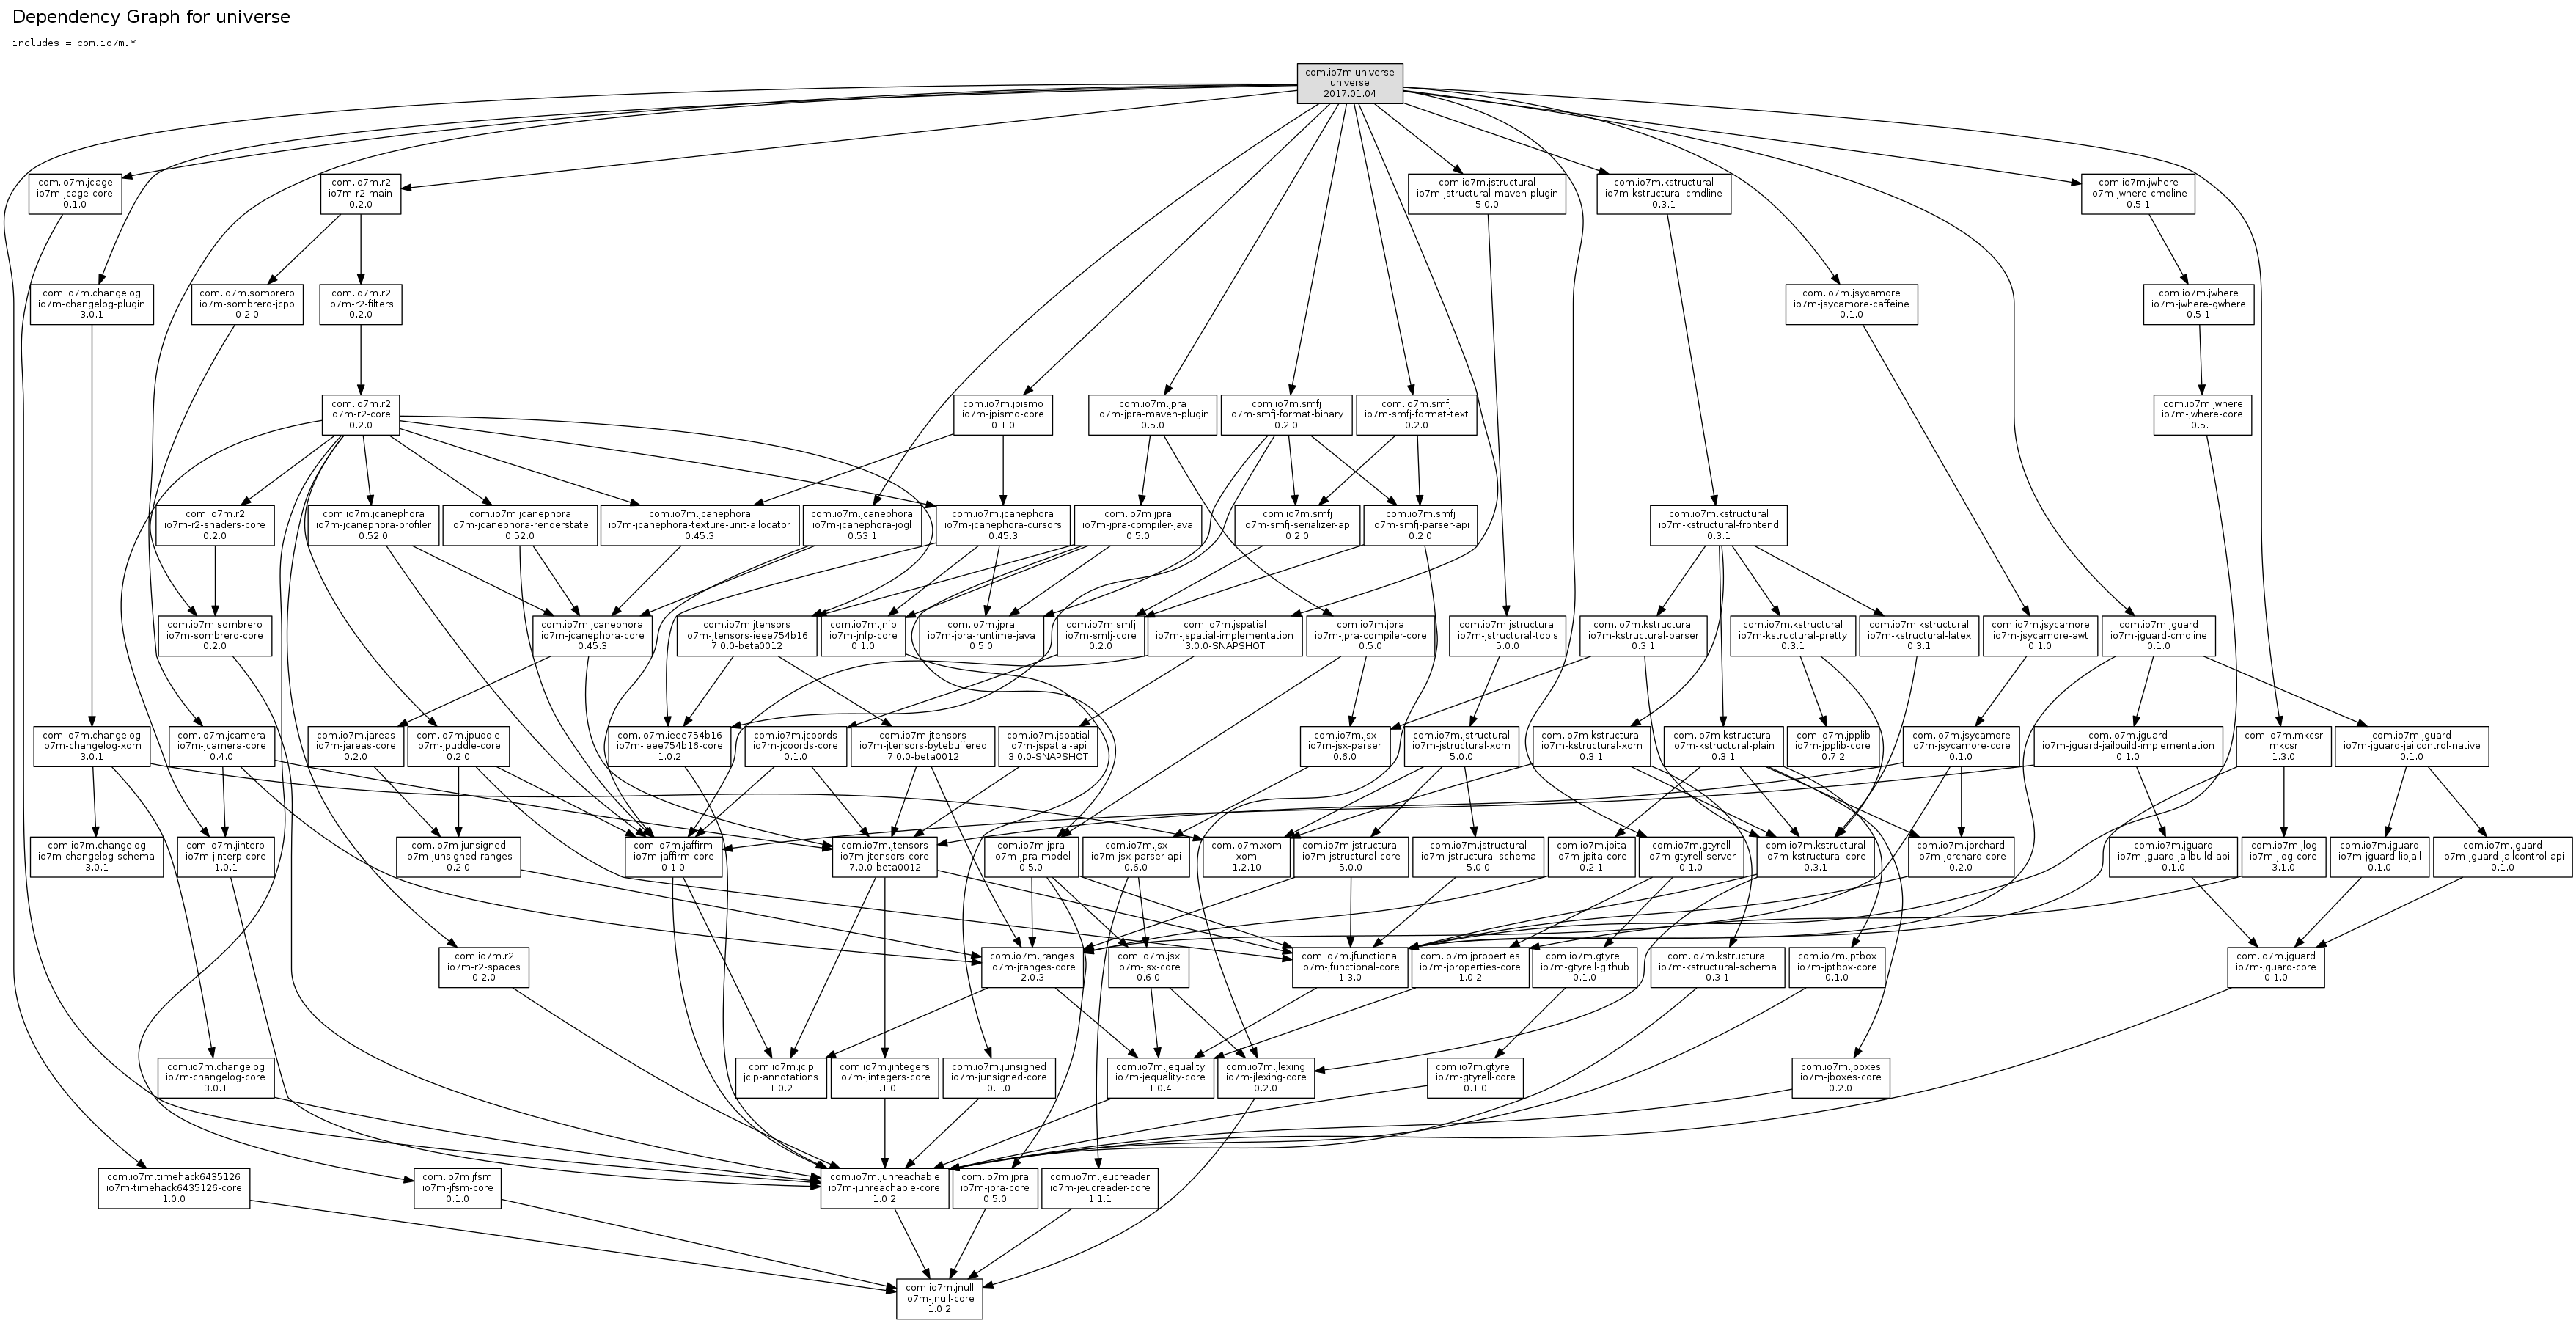 Dependency Graph for universe
includes = com.io7m.*
com.io7m.universe
universe
2017.01.04
com.io7m.jcage
io7m-jcage-core
0.1.0
com.io7m.r2
io7m-r2-main
0.2.0
com.io7m.jstructural
io7m-jstructural-maven-plugin
5.0.0
com.io7m.kstructural
io7m-kstructural-cmdline
0.3.1
com.io7m.jwhere
io7m-jwhere-cmdline
0.5.1
com.io7m.changelog
io7m-changelog-plugin
3.0.1
com.io7m.sombrero
io7m-sombrero-jcpp
0.2.0
com.io7m.r2
io7m-r2-filters
0.2.0
com.io7m.jsycamore
io7m-jsycamore-caffeine
0.1.0
com.io7m.jwhere
io7m-jwhere-gwhere
0.5.1
com.io7m.r2
io7m-r2-core
0.2.0
com.io7m.jpismo
io7m-jpismo-core
0.1.0
com.io7m.jpra
io7m-jpra-maven-plugin
0.5.0
com.io7m.smfj
io7m-smfj-format-binary
0.2.0
com.io7m.smfj
io7m-smfj-format-text
0.2.0
com.io7m.jwhere
io7m-jwhere-core
0.5.1
com.io7m.r2
io7m-r2-shaders-core
0.2.0
com.io7m.jcanephora
io7m-jcanephora-profiler
0.52.0
com.io7m.jcanephora
io7m-jcanephora-renderstate
0.52.0
com.io7m.jcanephora
io7m-jcanephora-texture-unit-allocator
0.45.3
com.io7m.jcanephora
io7m-jcanephora-jogl
0.53.1
com.io7m.jcanephora
io7m-jcanephora-cursors
0.45.3
com.io7m.jpra
io7m-jpra-compiler-java
0.5.0
com.io7m.smfj
io7m-smfj-serializer-api
0.2.0
com.io7m.smfj
io7m-smfj-parser-api
0.2.0
com.io7m.kstructural
io7m-kstructural-frontend
0.3.1
com.io7m.sombrero
io7m-sombrero-core
0.2.0
com.io7m.jcanephora
io7m-jcanephora-core
0.45.3
com.io7m.jtensors
io7m-jtensors-ieee754b16
7.0.0-beta0012
com.io7m.jnfp
io7m-jnfp-core
0.1.0
com.io7m.jpra
io7m-jpra-runtime-java
0.5.0
com.io7m.smfj
io7m-smfj-core
0.2.0
com.io7m.jspatial
io7m-jspatial-implementation
3.0.0-SNAPSHOT
com.io7m.jpra
io7m-jpra-compiler-core
0.5.0
com.io7m.jstructural
io7m-jstructural-tools
5.0.0
com.io7m.kstructural
io7m-kstructural-parser
0.3.1
com.io7m.kstructural
io7m-kstructural-pretty
0.3.1
com.io7m.kstructural
io7m-kstructural-latex
0.3.1
com.io7m.jsycamore
io7m-jsycamore-awt
0.1.0
com.io7m.jguard
io7m-jguard-cmdline
0.1.0
com.io7m.changelog
io7m-changelog-xom
3.0.1
com.io7m.jcamera
io7m-jcamera-core
0.4.0
com.io7m.jareas
io7m-jareas-core
0.2.0
com.io7m.jpuddle
io7m-jpuddle-core
0.2.0
com.io7m.ieee754b16
io7m-ieee754b16-core
1.0.2
com.io7m.jcoords
io7m-jcoords-core
0.1.0
com.io7m.jtensors
io7m-jtensors-bytebuffered
7.0.0-beta0012
com.io7m.jspatial
io7m-jspatial-api
3.0.0-SNAPSHOT
com.io7m.jsx
io7m-jsx-parser
0.6.0
com.io7m.jstructural
io7m-jstructural-xom
5.0.0
com.io7m.kstructural
io7m-kstructural-xom
0.3.1
com.io7m.kstructural
io7m-kstructural-plain
0.3.1
com.io7m.jpplib
io7m-jpplib-core
0.7.2
com.io7m.jsycamore
io7m-jsycamore-core
0.1.0
com.io7m.jguard
io7m-jguard-jailbuild-implementation
0.1.0
com.io7m.mkcsr
mkcsr
1.3.0
com.io7m.jguard
io7m-jguard-jailcontrol-native
0.1.0
com.io7m.changelog
io7m-changelog-schema
3.0.1
com.io7m.jinterp
io7m-jinterp-core
1.0.1
com.io7m.junsigned
io7m-junsigned-ranges
0.2.0
com.io7m.jaffirm
io7m-jaffirm-core
0.1.0
com.io7m.jtensors
io7m-jtensors-core
7.0.0-beta0012
com.io7m.jpra
io7m-jpra-model
0.5.0
com.io7m.jsx
io7m-jsx-parser-api
0.6.0
com.io7m.xom
xom
1.2.10
com.io7m.jstructural
io7m-jstructural-core
5.0.0
com.io7m.jstructural
io7m-jstructural-schema
5.0.0
com.io7m.jpita
io7m-jpita-core
0.2.1
com.io7m.gtyrell
io7m-gtyrell-server
0.1.0
com.io7m.kstructural
io7m-kstructural-core
0.3.1
com.io7m.jorchard
io7m-jorchard-core
0.2.0
com.io7m.jguard
io7m-jguard-jailbuild-api
0.1.0
com.io7m.jlog
io7m-jlog-core
3.1.0
com.io7m.jguard
io7m-jguard-libjail
0.1.0
com.io7m.jguard
io7m-jguard-jailcontrol-api
0.1.0
com.io7m.r2
io7m-r2-spaces
0.2.0
com.io7m.jranges
io7m-jranges-core
2.0.3
com.io7m.jsx
io7m-jsx-core
0.6.0
com.io7m.jfunctional
io7m-jfunctional-core
1.3.0
com.io7m.jproperties
io7m-jproperties-core
1.0.2
com.io7m.gtyrell
io7m-gtyrell-github
0.1.0
com.io7m.kstructural
io7m-kstructural-schema
0.3.1
com.io7m.jptbox
io7m-jptbox-core
0.1.0
com.io7m.jguard
io7m-jguard-core
0.1.0
com.io7m.changelog
io7m-changelog-core
3.0.1
com.io7m.jcip
jcip-annotations
1.0.2
com.io7m.jintegers
io7m-jintegers-core
1.1.0
com.io7m.junsigned
io7m-junsigned-core
0.1.0
com.io7m.jequality
io7m-jequality-core
1.0.4
com.io7m.jlexing
io7m-jlexing-core
0.2.0
com.io7m.gtyrell
io7m-gtyrell-core
0.1.0
com.io7m.jboxes
io7m-jboxes-core
0.2.0
com.io7m.timehack6435126
io7m-timehack6435126-core
1.0.0
com.io7m.jfsm
io7m-jfsm-core
0.1.0
com.io7m.junreachable
io7m-junreachable-core
1.0.2
com.io7m.jpra
io7m-jpra-core
0.5.0
com.io7m.jeucreader
io7m-jeucreader-core
1.1.1
com.io7m.jnull
io7m-jnull-core
1.0.2